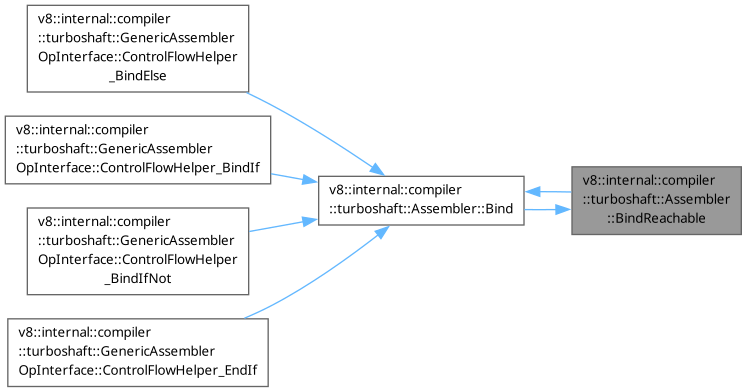 v8::internal::compiler
::turboshaft::GenericAssembler
OpInterface::ControlFlowHelper
_BindElse
v8::internal::compiler
::turboshaft::GenericAssembler
OpInterface::ControlFlowHelper_BindIf
v8::internal::compiler
::turboshaft::GenericAssembler
OpInterface::ControlFlowHelper
_BindIfNot
v8::internal::compiler
::turboshaft::GenericAssembler
OpInterface::ControlFlowHelper_EndIf
v8::internal::compiler
::turboshaft::Assembler::Bind
v8::internal::compiler
::turboshaft::Assembler
::BindReachable